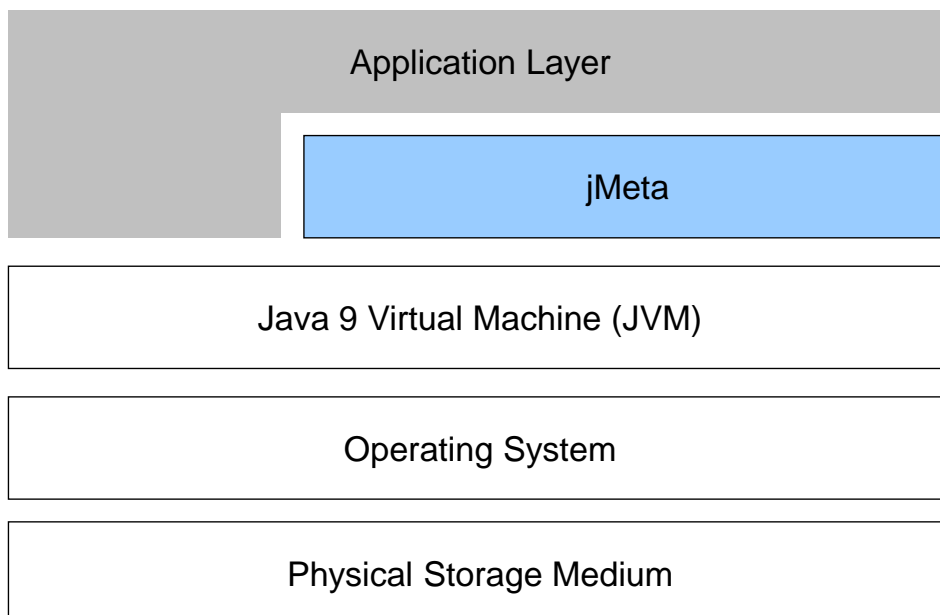 Application Layer
jMeta
Java 9 Virtual Machine (JVM)
Operating System
Physical Storage Medium